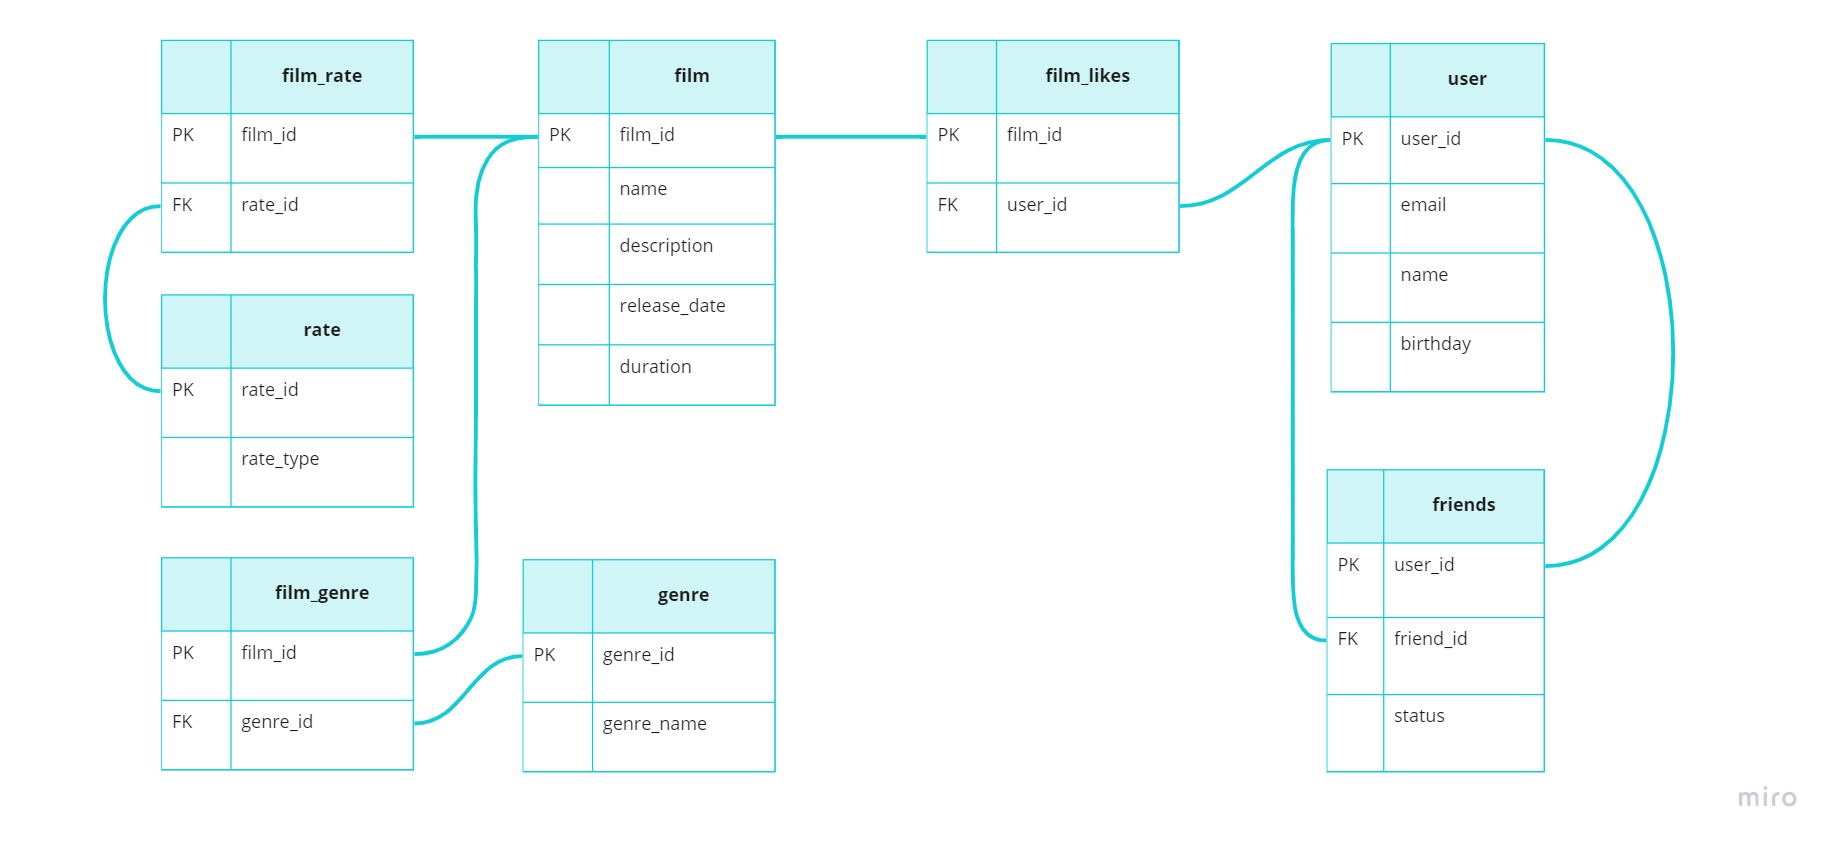 film_rate
PK film_id
FK rate_id
film
PK film_id
name
description
release_date
duration
film_likes
PK film_id
FK user_id
user
PK user_id
email
name
birthday
rate
PK rate_id
rate_type
film_genre
PK film_id
FK genre_id
genre
PK genre_id
genre_name
friends
PK user_id
FK friend_id
status
miro